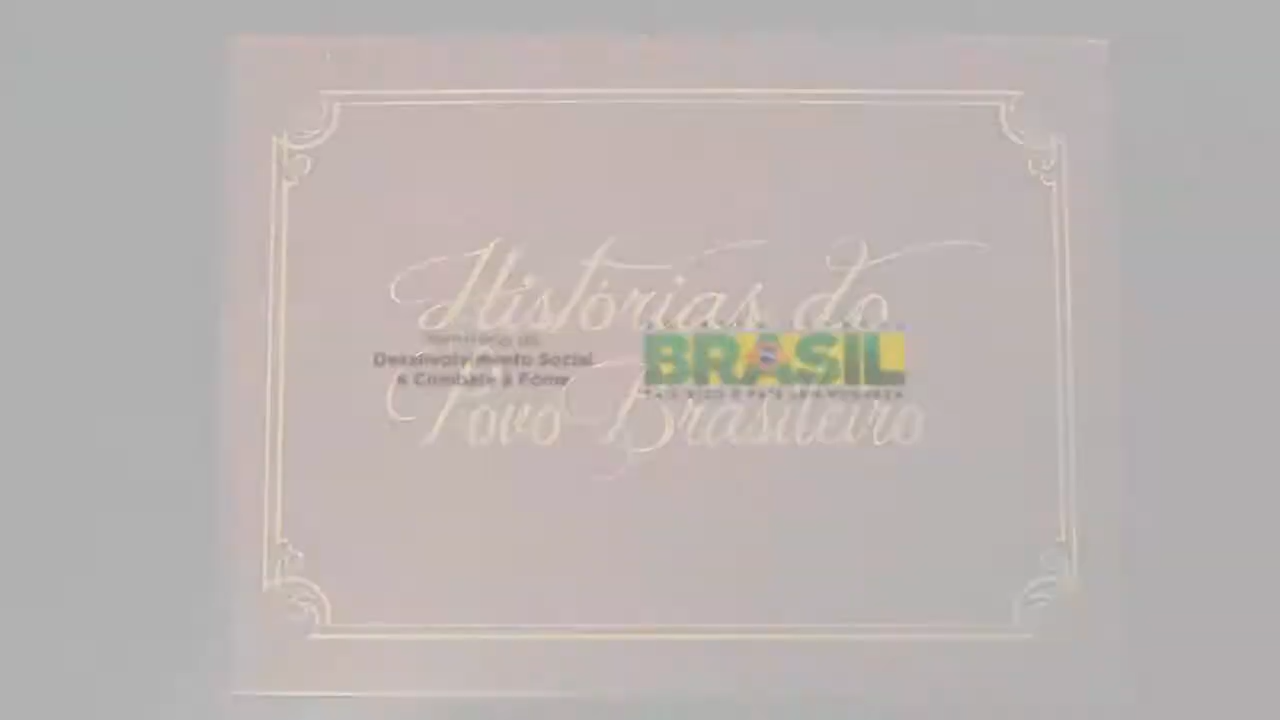 Histórias do
Ministério do
Desenvolvimento Social
e Combate à Fome
BRASIL
Povo Brasileiro